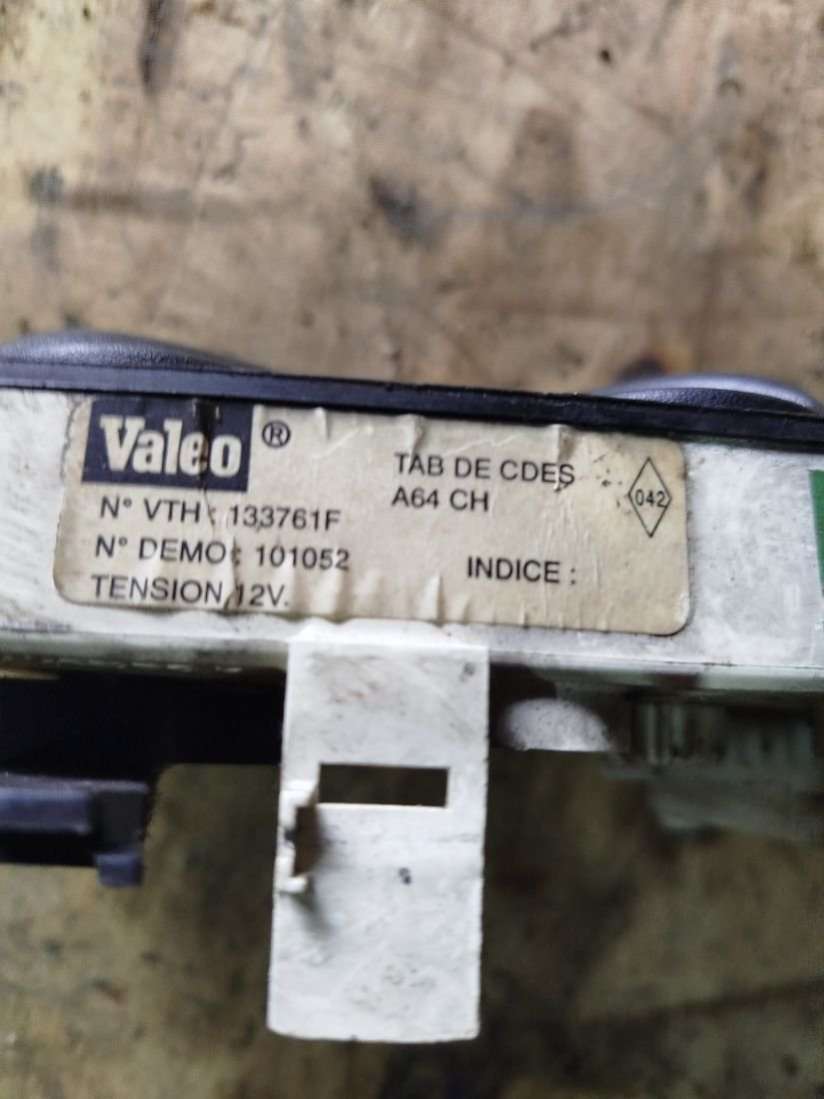 Valeo ®
TAB DE CDES
A64 CH
042
N° VTH : 133761F
N° DEMO : 101052
INDICE :
TENSION 12V.